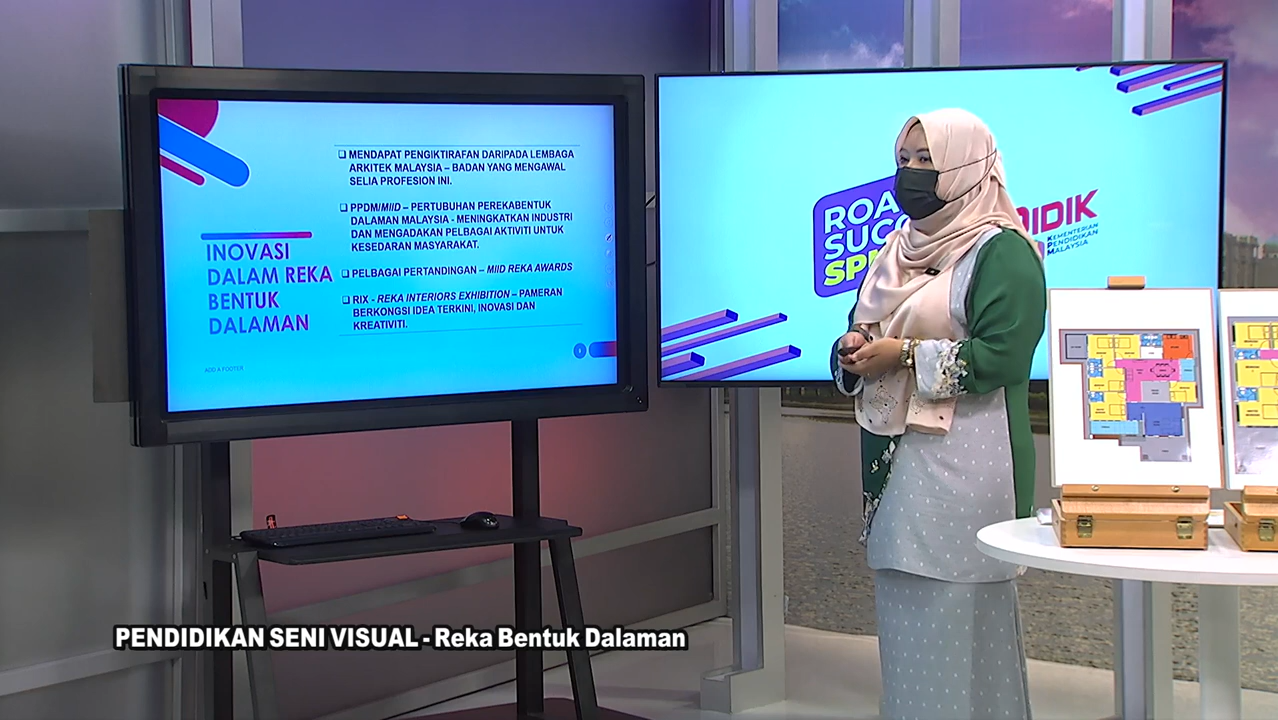 INOVASI
DALAM REKA
BENTUK
DALAMAN
❑ MENDAPAT PENGIKTIRAFAN DARIPADA LEMBAGA
ARKITEK MALAYSIA – BADAN YANG MENGAWAL
SELIA PROFESION INI.
❑ PPDM/MIID – PERTUBUHAN PEREKABENTUK
DALAMAN MALAYSIA - MENINGKATKAN INDUSTRI
DAN MENGADAKAN PELBAGAI AKTIVITI UNTUK
KESEDARAN MASYARAKAT.
❑ PELBAGAI PERTANDINGAN – MIID REKA AWARDS
❑ RIX - REKA INTERIORS EXHIBITION – PAMERAN
BERKONGSI IDEA TERKINI, INOVASI DAN
KREATIVITI.
ADD A FOOTER
ROA
SUCC
SP
DIDIK
KEMENTERIAN
PENDIDIKAN
MALAYSIA
PENDIDIKAN SENI VISUAL - Reka Bentuk Dalaman